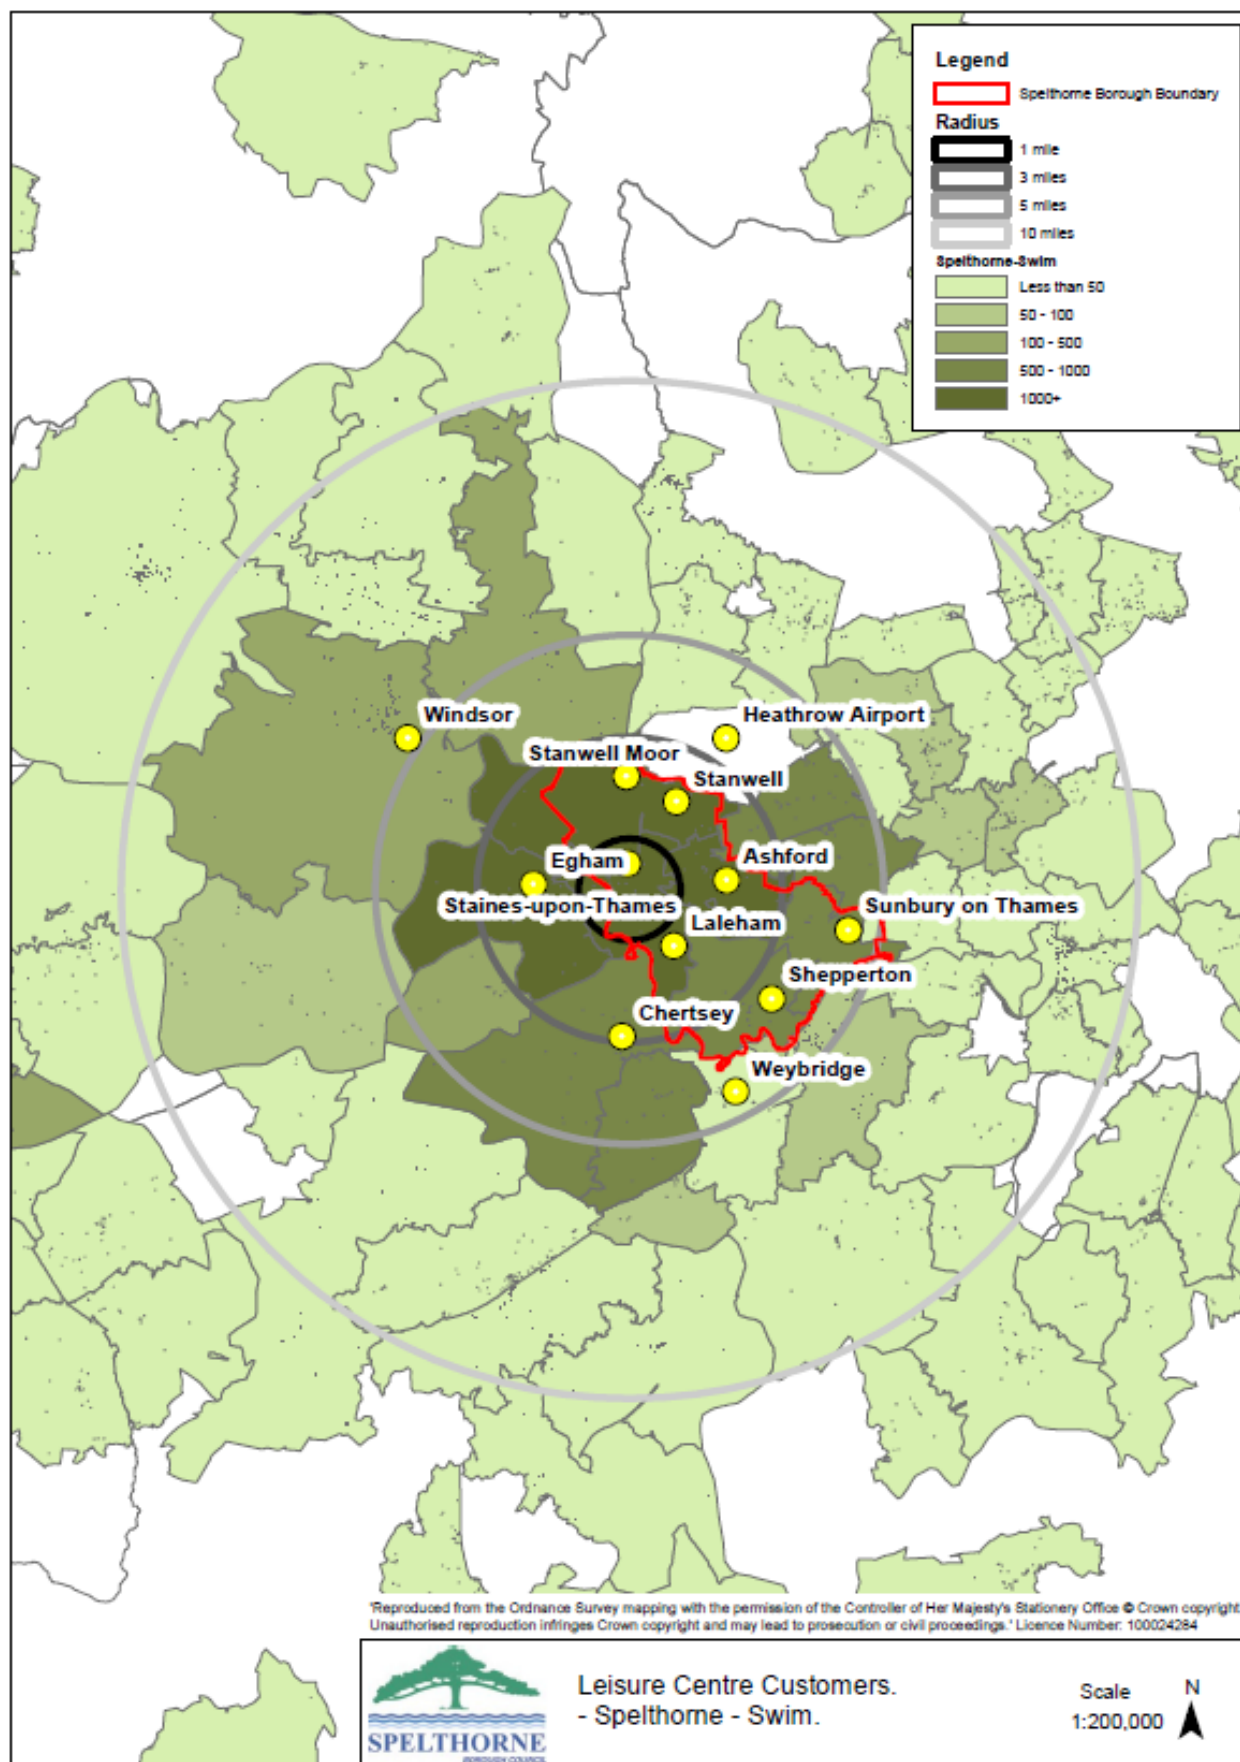 Legend
Spelthorne Borough Boundary
Radius
1 mile
3 miles
5 miles
10 miles
Spelthorne-Swim
Less than 50
50 - 100
100 - 500
500 - 1000
1000+
Windsor
Heathrow Airport
Stanwell Moor
Stanwell
Egham
Ashford
Staines-upon-Thames
Sunbury on Thames
Laleham
Shepperton
Chertsey
Weybridge
'Reproduced from the Ordnance Survey mapping with the permission of the Controller of Her Majesty's Stationery Office © Crown copyright
Unauthorised reproduction infringes Crown copyright and may lead to prosecution or civil proceedings.' Licence Number: 100024284
Leisure Centre Customers.
- Spelthorne - Swim.
Scale
1:200,000
N
SPELTHORNE
BOROUGH COUNCIL